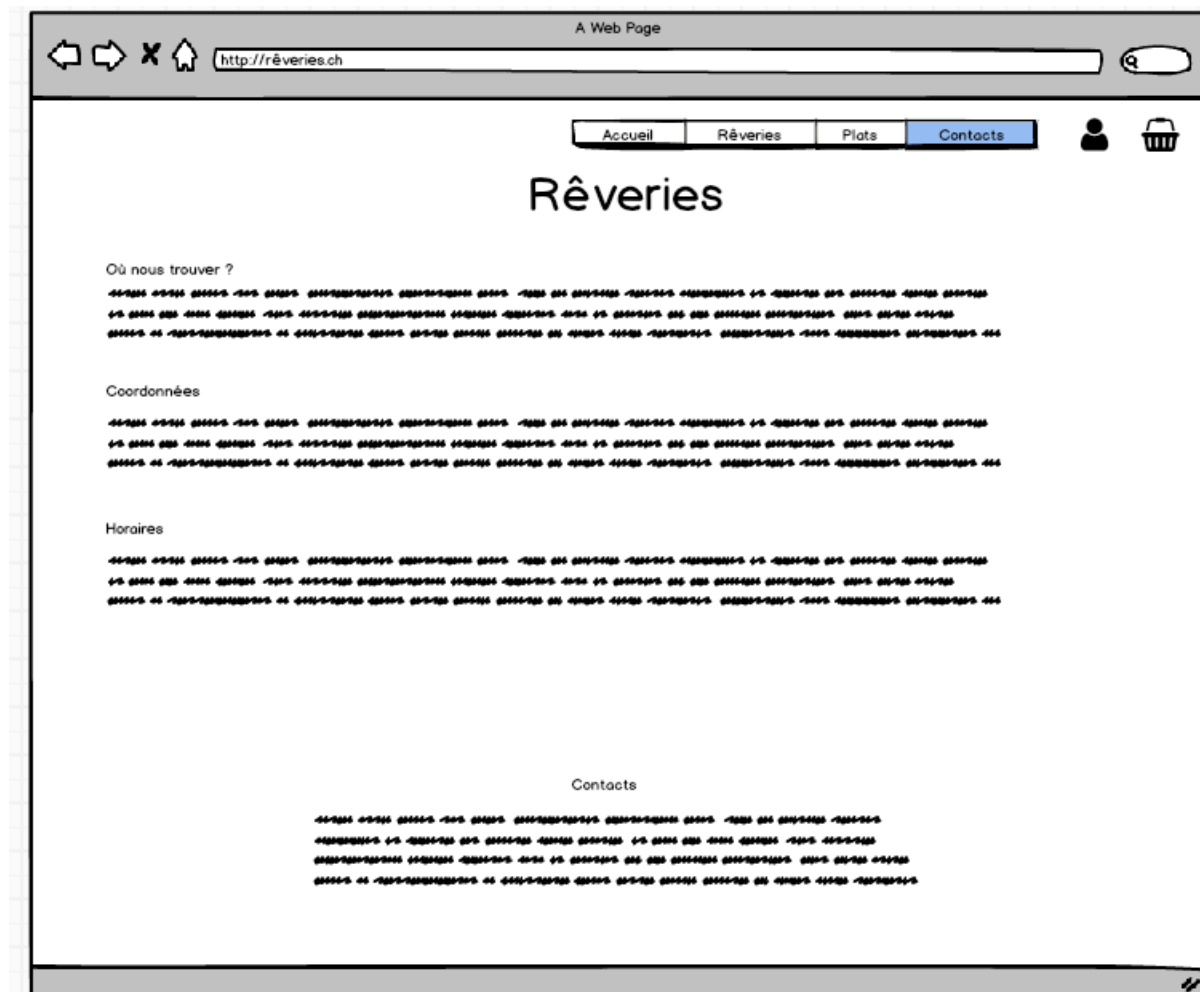 A Web Page
http://rêveries.ch
Accueil Rêveries Plats Contacts
Rêveries
Où nous trouver ?
Coordonnées
Horaires
Contacts